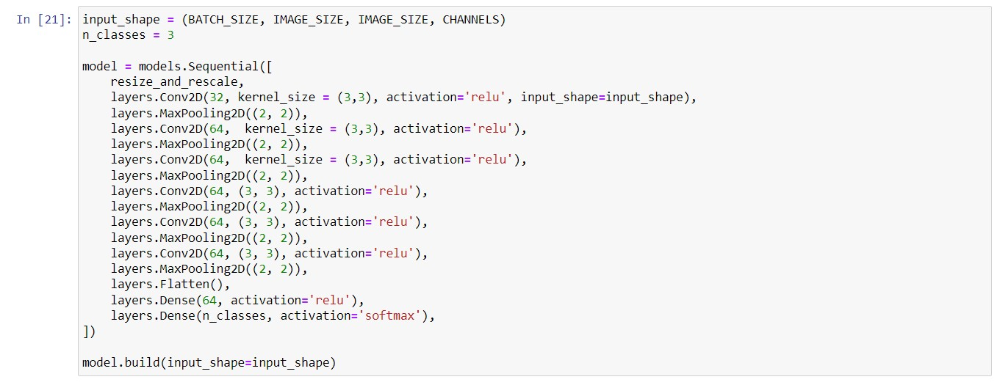 In [21]: input_shape = (BATCH_SIZE, IMAGE_SIZE, IMAGE_SIZE, CHANNELS)
n_classes = 3

model = models.Sequential([
    resize_and_rescale,
    layers.Conv2D(32, kernel_size = (3,3), activation='relu', input_shape=input_shape),
    layers.MaxPooling2D((2, 2)),
    layers.Conv2D(64,  kernel_size = (3,3), activation='relu'),
    layers.MaxPooling2D((2, 2)),
    layers.Conv2D(64,  kernel_size = (3,3), activation='relu'),
    layers.MaxPooling2D((2, 2)),
    layers.Conv2D(64, (3, 3), activation='relu'),
    layers.MaxPooling2D((2, 2)),
    layers.Conv2D(64, (3, 3), activation='relu'),
    layers.MaxPooling2D((2, 2)),
    layers.Conv2D(64, (3, 3), activation='relu'),
    layers.MaxPooling2D((2, 2)),
    layers.Flatten(),
    layers.Dense(64, activation='relu'),
    layers.Dense(n_classes, activation='softmax'),
])

model.build(input_shape=input_shape)